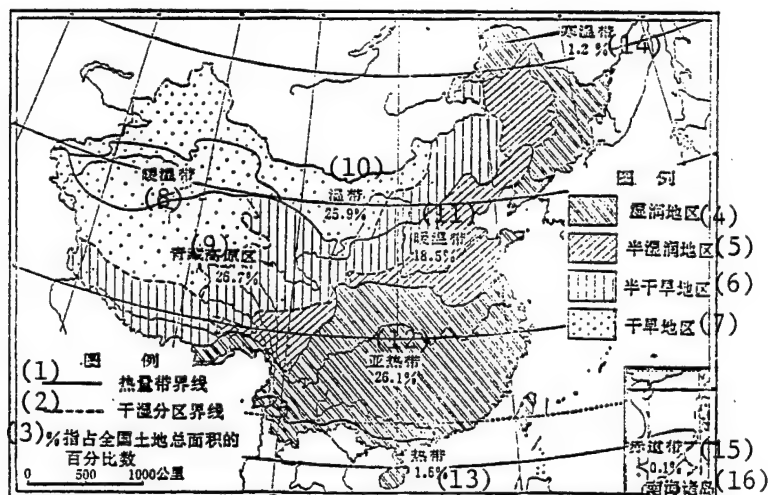 寒温带
1.2% (14)
暖温带
(8)
(10)
温带
25.9%
(11)
暖温带
18.5%
(9)
青藏高原区
26.7%
(12)
亚热带
26.1%
热带
1.6% (13)
图 例
湿润地区 (4)
半湿润地区 (5)
半干旱地区 (6)
干旱地区 (7)
图 例
(1) 热量带界线
(2) 干湿分区界线
(3) %指占全国土地总面积的
百分比数
0 500 1000公里
赤道带 (15)
0.1%
南海诸岛 (16)